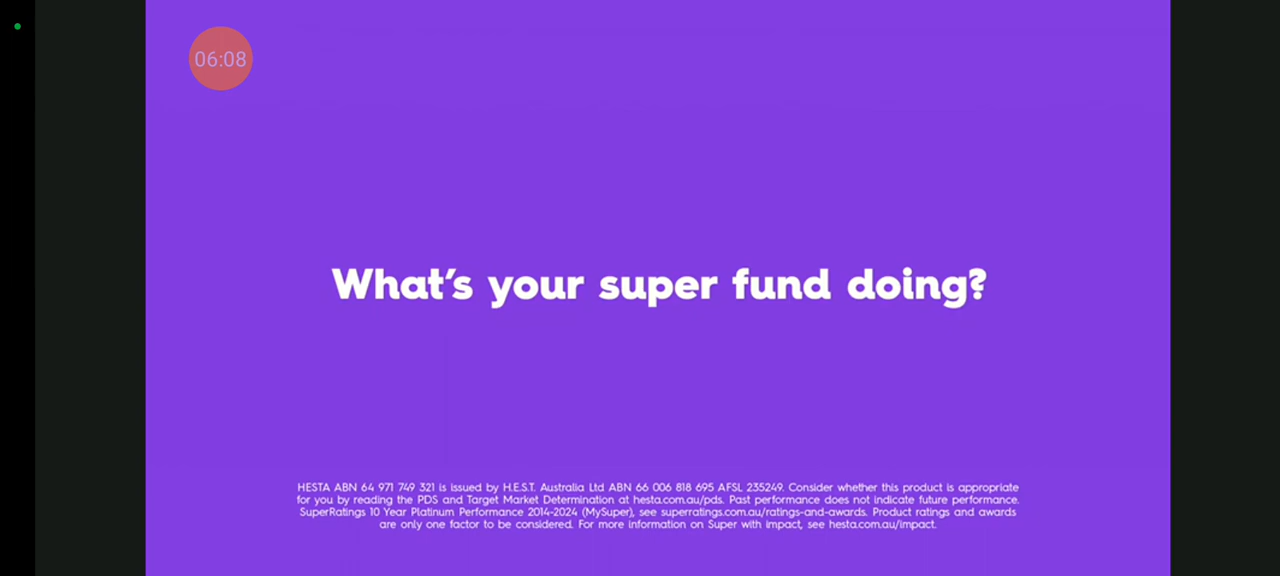 06:08
What's your super fund doing?
HESTA ABN 64 971 749 321 is issued by H.E.S.T. Australia Ltd ABN 66 006 818 695 AFSL 235249. Consider whether this product is appropriate
for you by reading the PDS and Target Market Determination at hesta.com.au/pds. Past performance does not indicate future performance.
SuperRatings 10 Year Platinum Performance 2014-2024 (MySuper), see superratings.com.au/ratings-and-awards. Product ratings and awards
are only one factor to be considered. For more information on Super with impact, see hesta.com.au/impact.